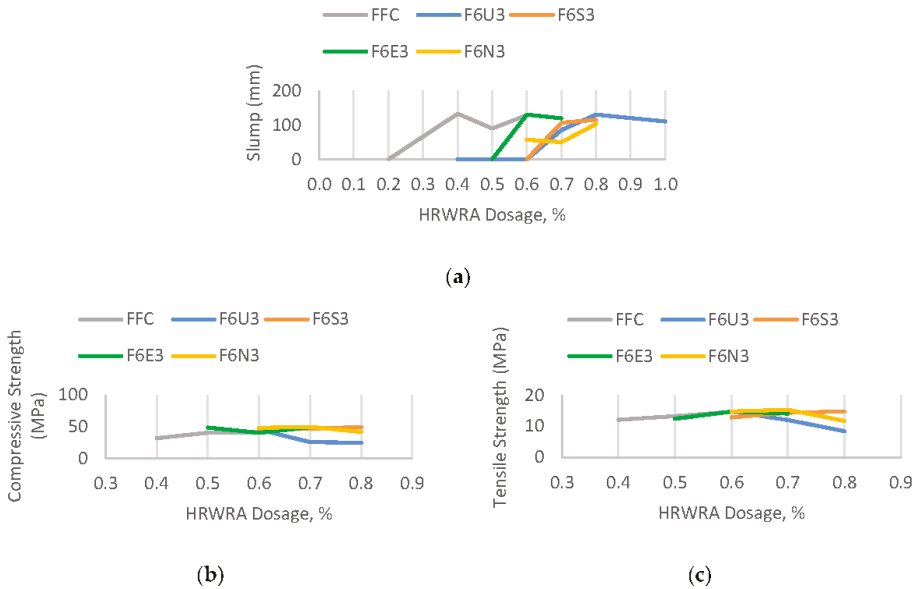 FFC F6U3 F6S3
F6E3 F6N3
Slump (mm)
200
100
0
0.0 0.1 0.2 0.3 0.4 0.5 0.6 0.7 0.8 0.9 1.0
HRWRA Dosage, %
(a)
FFC F6U3 F6S3
F6E3 F6N3
Compressive Strength
(MPa)
100
50
0
0.3 0.4 0.5 0.6 0.7 0.8 0.9
HRWRA Dosage, %
(b)
FFC F6U3 F6S3
F6E3 F6N3
Tensile Strength (MPa)
20
10
0
0.3 0.4 0.5 0.6 0.7 0.8 0.9
HRWRA Dosage, %
(c)